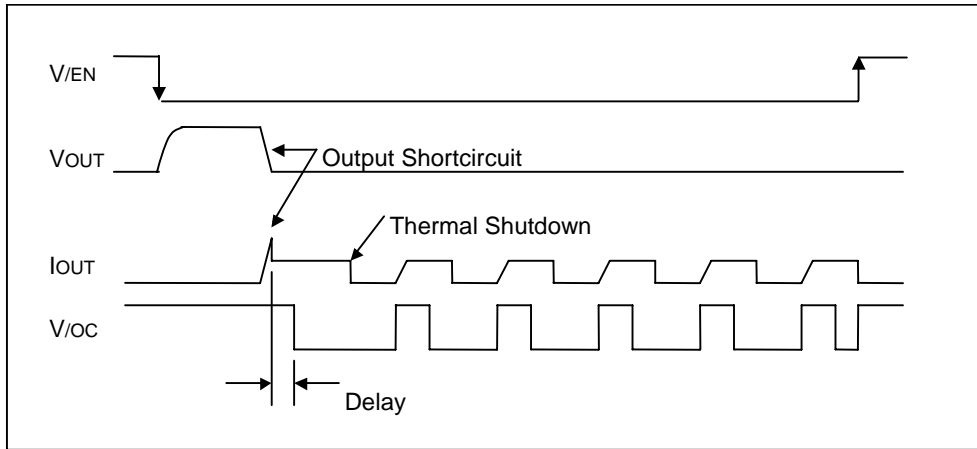 V/EN
VOUT
Output Shortcircuit
Thermal Shutdown
IOUT
V/OC
Delay